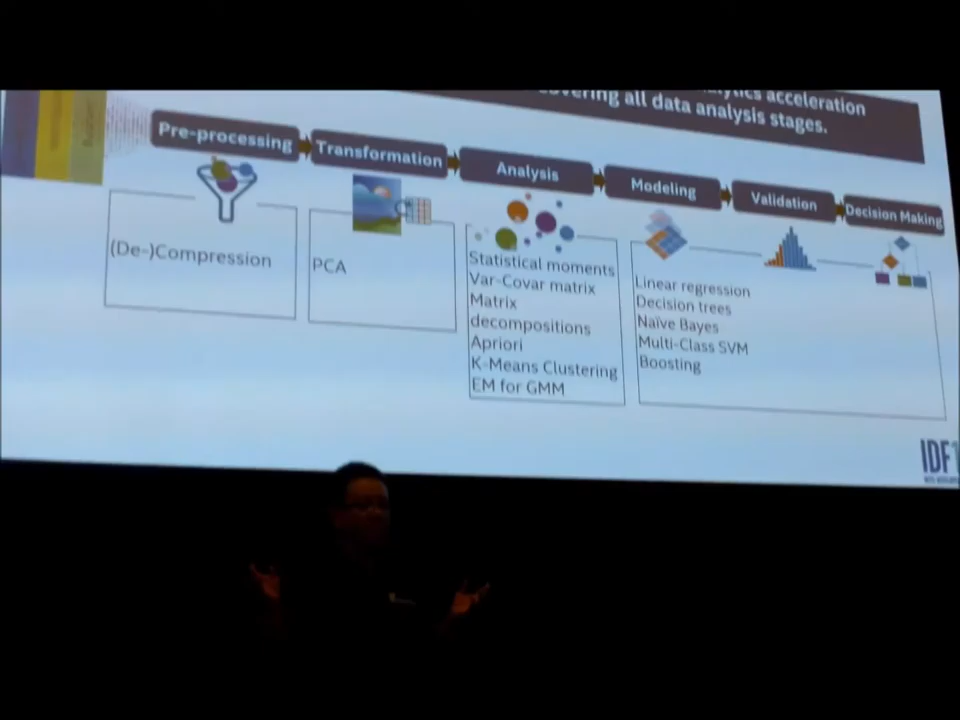 analytics acceleration
covering all data analysis stages.
Pre-processing
Transformation
Analysis
Modeling
Validation
Decision Making
(De-)Compression
PCA
Statistical moments
Var-Covar matrix
Matrix
decompositions
Apriori
K-Means Clustering
EM for GMM
Linear regression
Decision trees
Naïve Bayes
Multi-Class SVM
Boosting
IDF